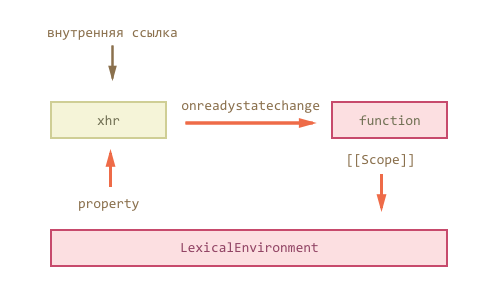 внутренняя ссылка
onreadystatechange
xhr
function
[[Scope]]
property
LexicalEnvironment